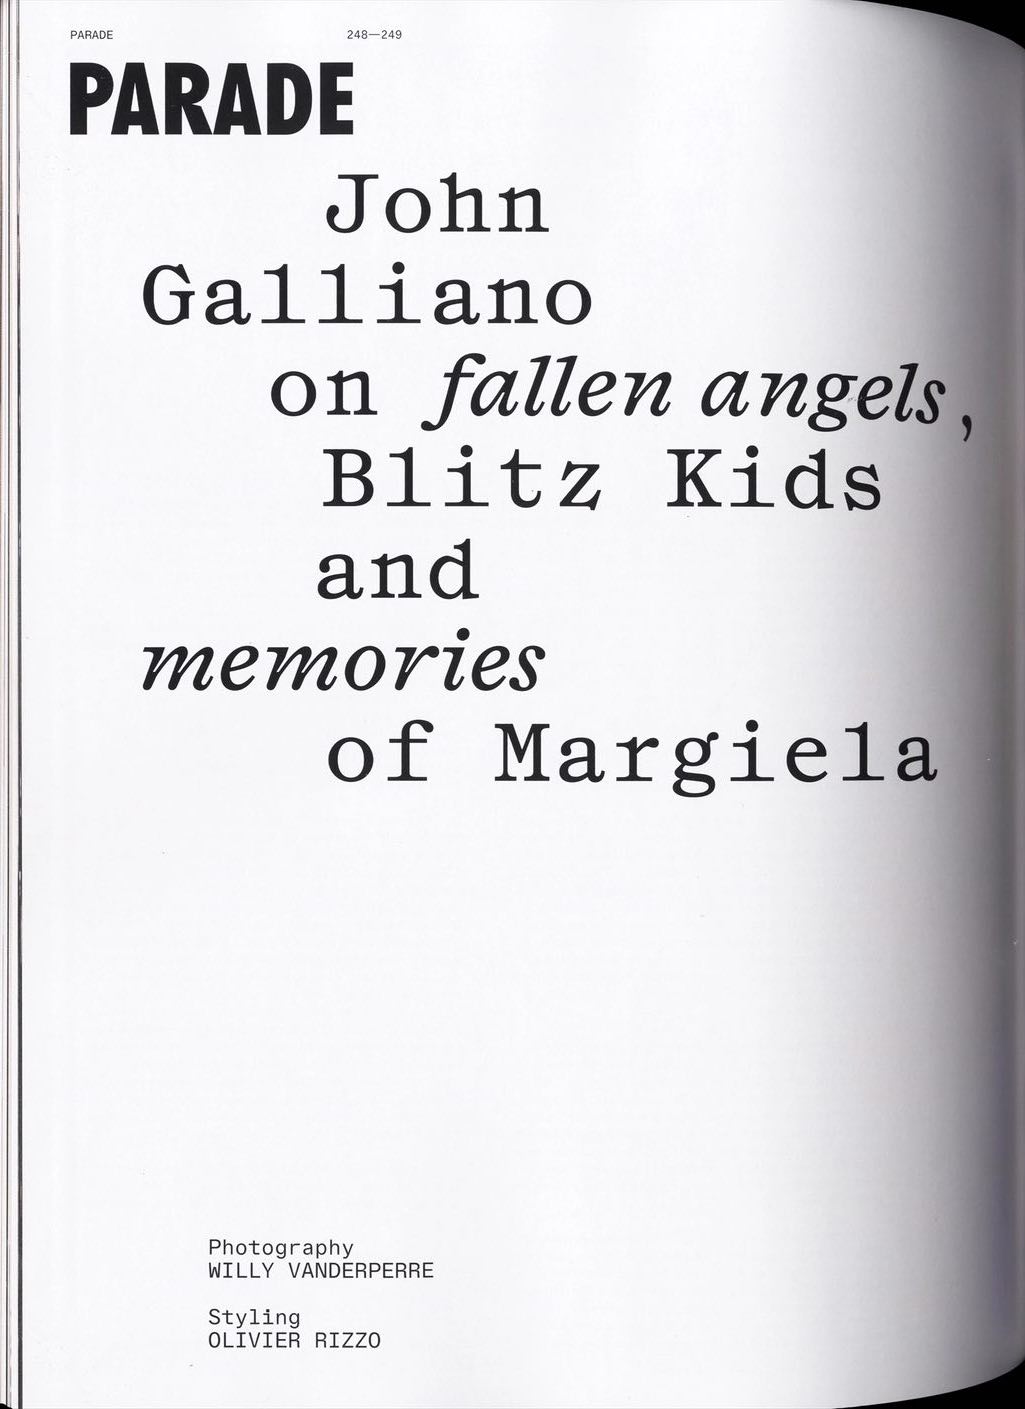 PARADE 248—249
PARADE
John
Galliano
on fallen angels,
Blitz Kids
and
memories
of Margiela
Photography
WILLY VANDERPERRE
Styling
OLIVIER RIZZO